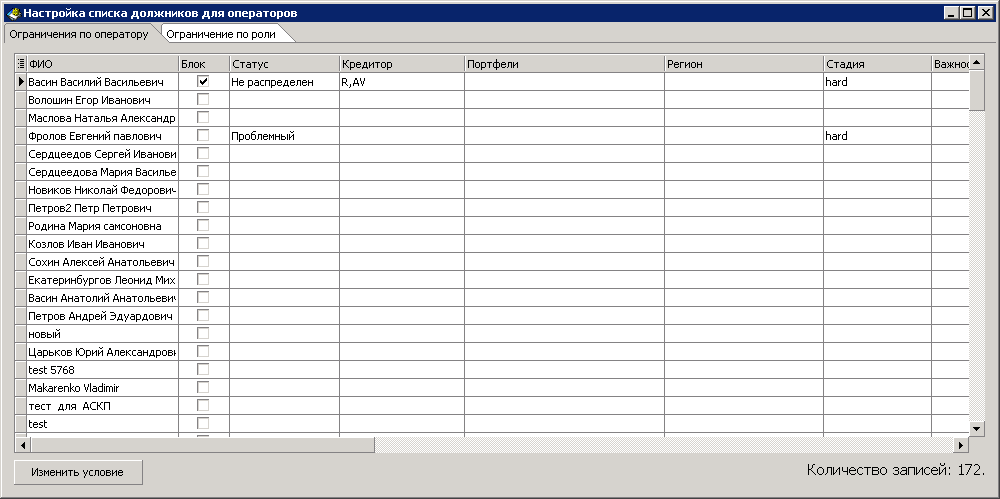 Настройка списка должников для операторов
Ограничения по оператору Ограничение по роли
ФИО Блок Статус Кредитор Портфели Регион Стадия Важнос
Васин Василий Васильевич Не распределен R,AV hard
Волошин Егор Иванович
Маслова Наталья Александр
Фролов Евгений павлович Проблемный hard
Сердцеедов Сергей Иванови
Сердцеедова Мария Василье
Новиков Николай Федорович
Петров2 Петр Петрович
Родина Мария самсоновна
Козлов Иван Иванович
Сохин Алексей Анатольевич
Екатеринбургов Леонид Мих
Васин Анатолий Анатольевич
Петров Андрей Эдуардович
новый
Царьков Юрий Александрови
test 5768
Makarenko Vladimir
тест для АСКП
test
Изменить условие Количество записей: 172.